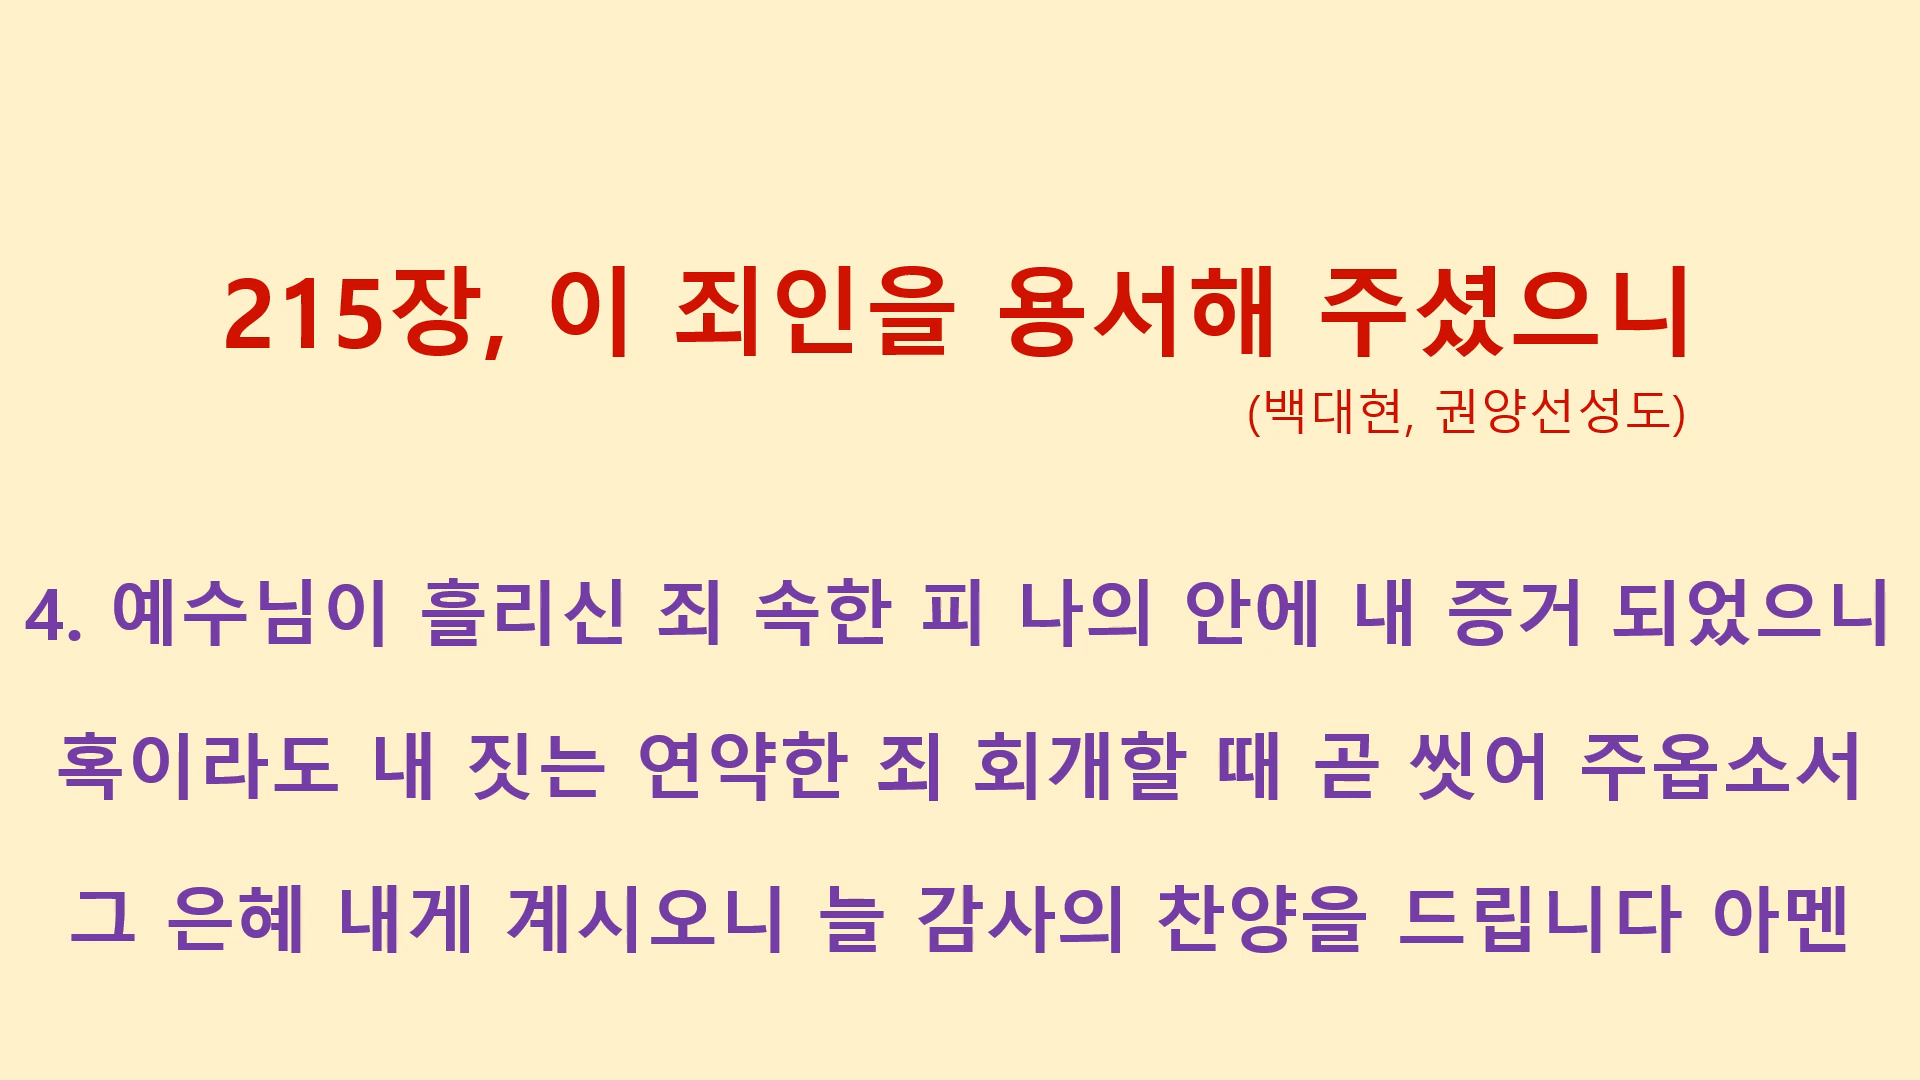 215장, 이 죄인을 용서해 주셨으니
(백대현, 권양선성도)
4. 예수님이 흘리신 죄 속한 피 나의 안에 내 증거 되었으니
혹이라도 내 짓는 연약한 죄 회개할 때 곧 씻어 주옵소서
그 은혜 내게 계시오니 늘 감사의 찬양을 드립니다 아멘